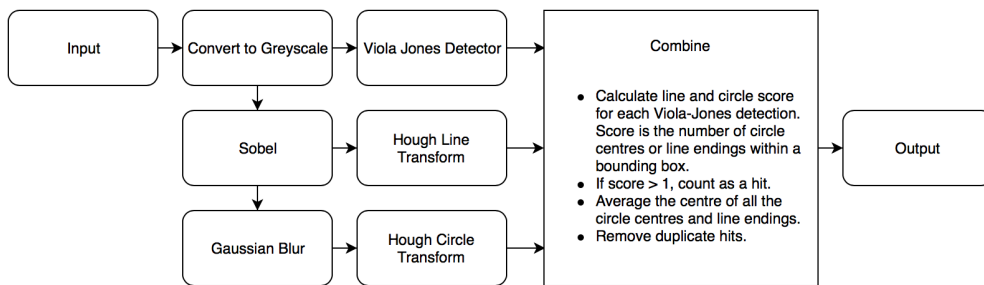 Input
Convert to Greyscale
Viola Jones Detector
Sobel
Hough Line
Transform
Gaussian Blur
Hough Circle
Transform
Combine
● Calculate line and circle score
for each Viola-Jones detection.
Score is the number of circle
centres or line endings within a
bounding box.
● If score > 1, count as a hit.
● Average the centre of all the
circle centres and line endings.
● Remove duplicate hits.
Output